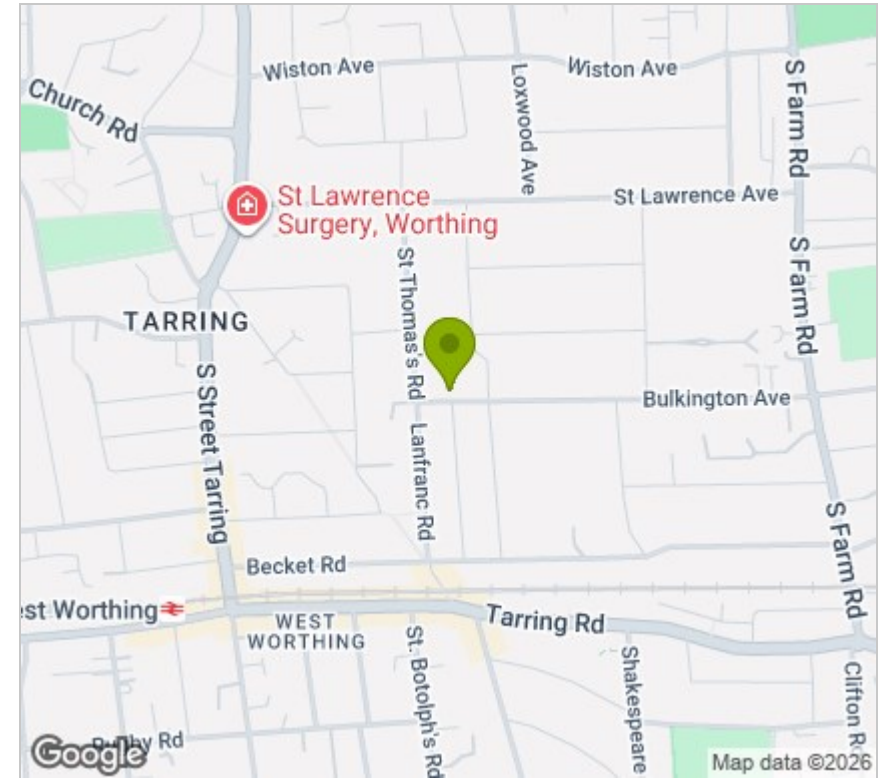 Wiston Ave
Wiston Ave
Church Rd
Loxwood Ave
S Farm Rd
St Lawrence
Surgery, Worthing
St Lawrence Ave
St Thomas's Rd
S Farm Rd
TARRING
S Street Tarring
Bulkington Ave
Lanfranc Rd
S Farm Rd
Becket Rd
est Worthing
WEST
WORTHING
Tarring Rd
St. Botolph's Rd
Shakespeare
Clifton R
Rd
Google
Map data ©2026